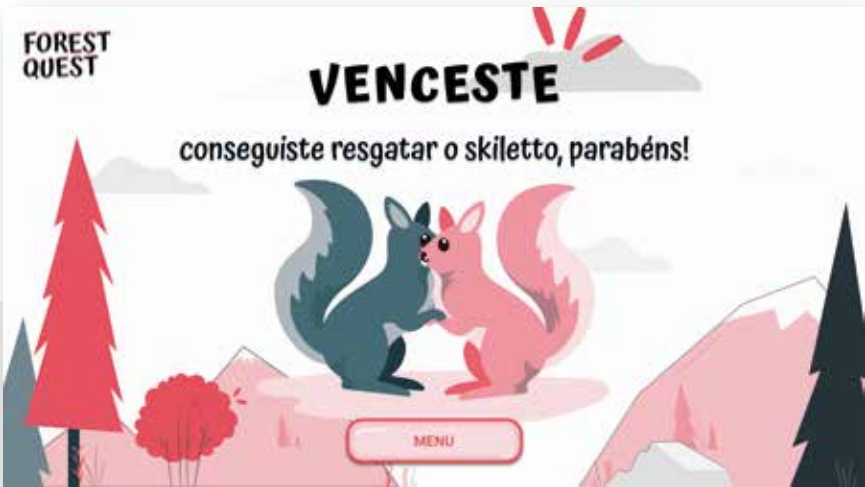 FOREST
QUEST
VENCESTE
conseguiste resgatar o skiletto, parabéns!
MENU